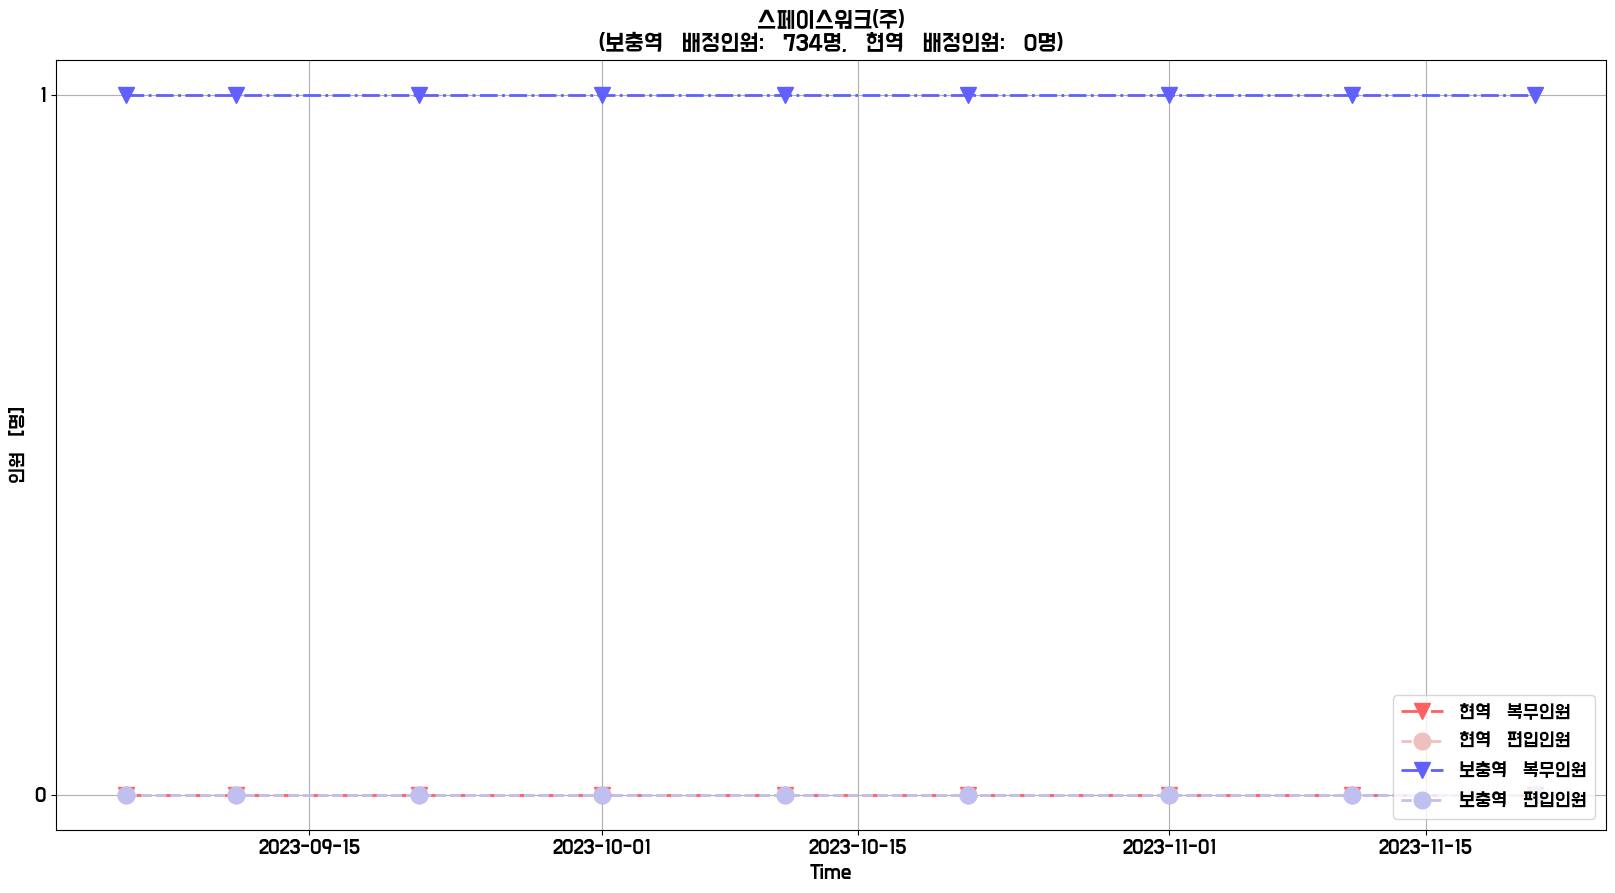 스페이스워크(주)
(보충역 배정인원: 734명, 현역 배정인원: 0명)
1
0
인원 [명]
2023-09-15
2023-10-01
2023-10-15
2023-11-01
2023-11-15
Time
현역 복무인원
현역 편입인원
보충역 복무인원
보충역 편입인원